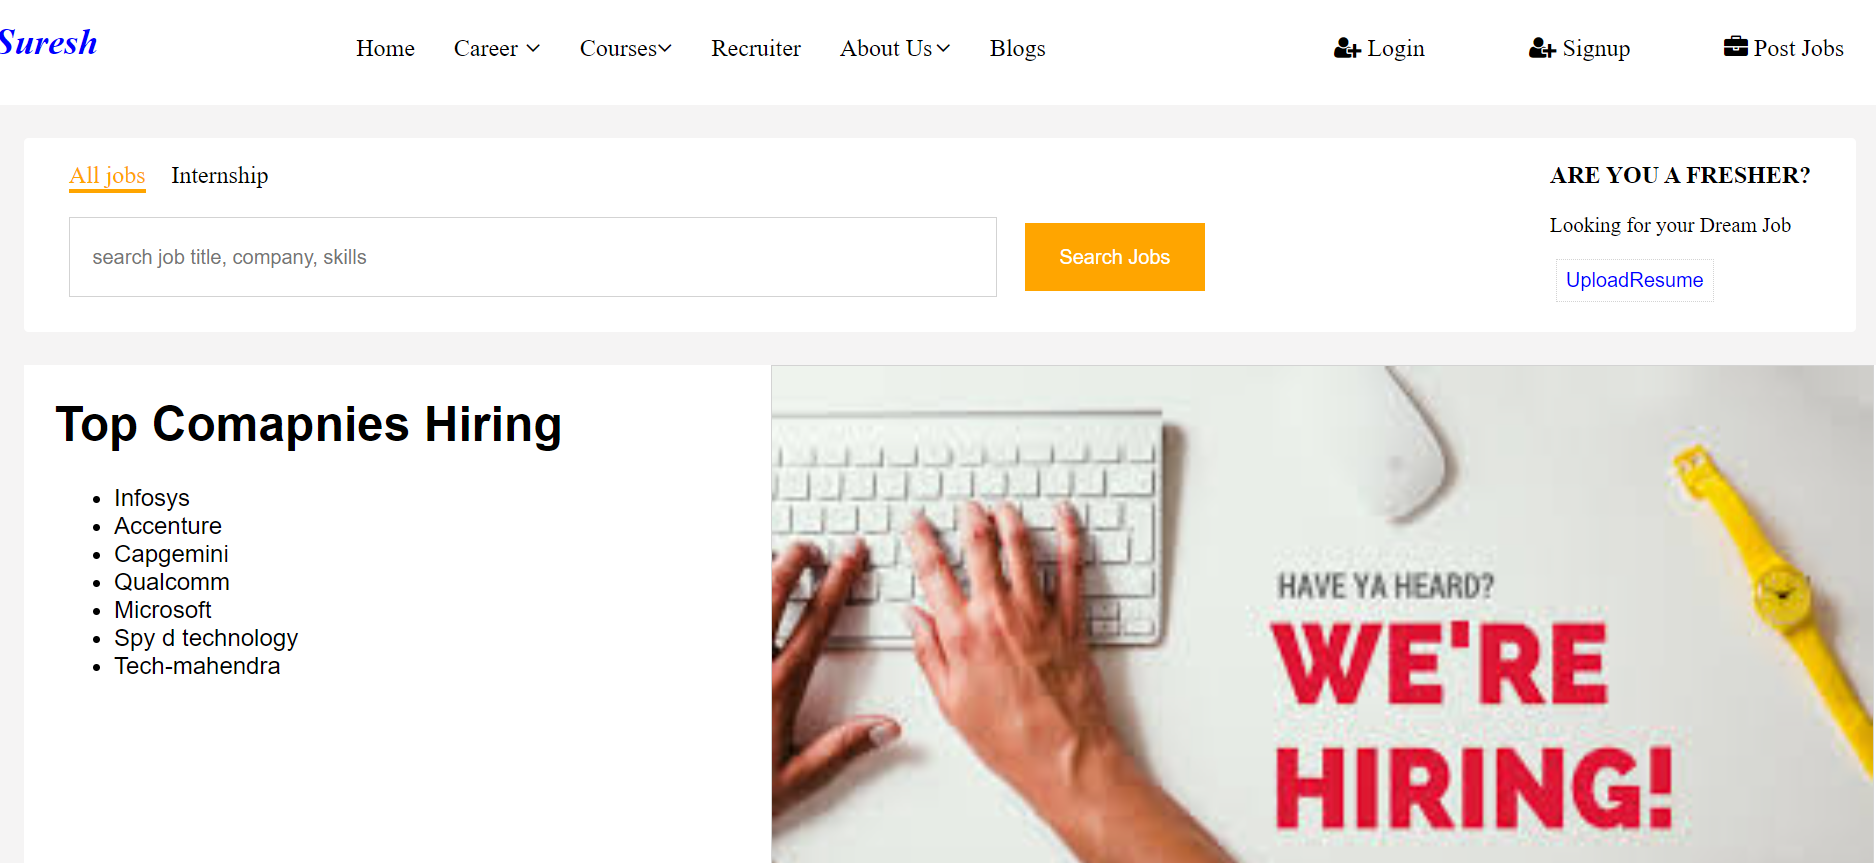 Suresh
Home Career Courses Recruiter About Us Blogs Login Signup Post Jobs
All jobs Internship
search job title, company, skills
Search Jobs
ARE YOU A FRESHER?
Looking for your Dream Job
UploadResume
Top Comapnies Hiring
Infosys
Accenture
Capgemini
Qualcomm
Microsoft
Spy d technology
Tech-mahendra
HAVE YA HEARD?
WE'RE
HIRING!